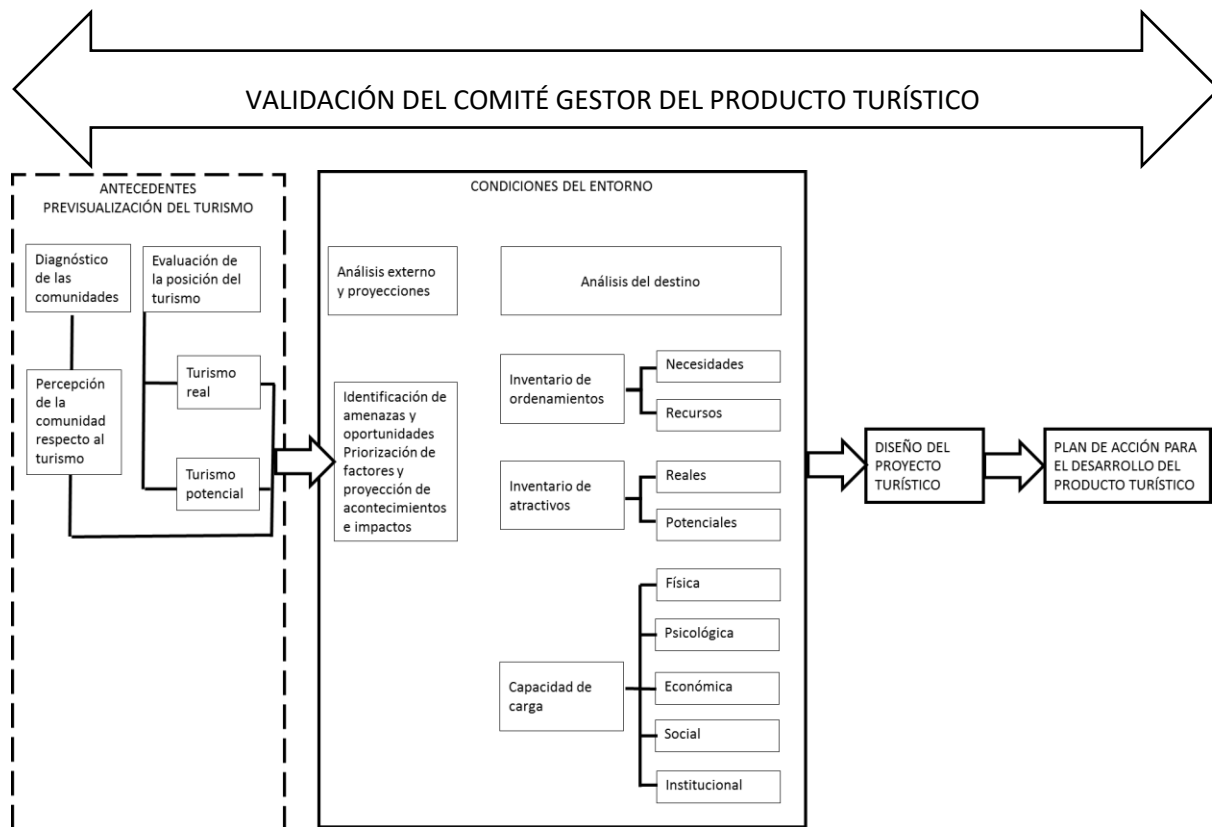 VALIDACIÓN DEL COMITÉ GESTOR DEL PRODUCTO TURÍSTICO
ANTECEDENTES
PREVISUALIZACIÓN DEL TURISMO
Diagnóstico
de las
comunidades
Evaluación de
la posición del
turismo
Percepción
de la
comunidad
respecto al
turismo
Turismo
real
Turismo
potencial
CONDICIONES DEL ENTORNO
Análisis externo
y proyecciones
Análisis del destino
Identificación de
amenazas y
oportunidades
Priorización de
factores y
proyección de
acontecimientos
e impactos
Inventario de
ordenamientos
Necesidades
Recursos
Inventario de
atractivos
Reales
Potenciales
Capacidad de
carga
Física
Psicológica
Económica
Social
Institucional
DISEÑO DEL
PROYECTO
TURÍSTICO
PLAN DE ACCIÓN PARA
EL DESARROLLO DEL
PRODUCTO TURÍSTICO